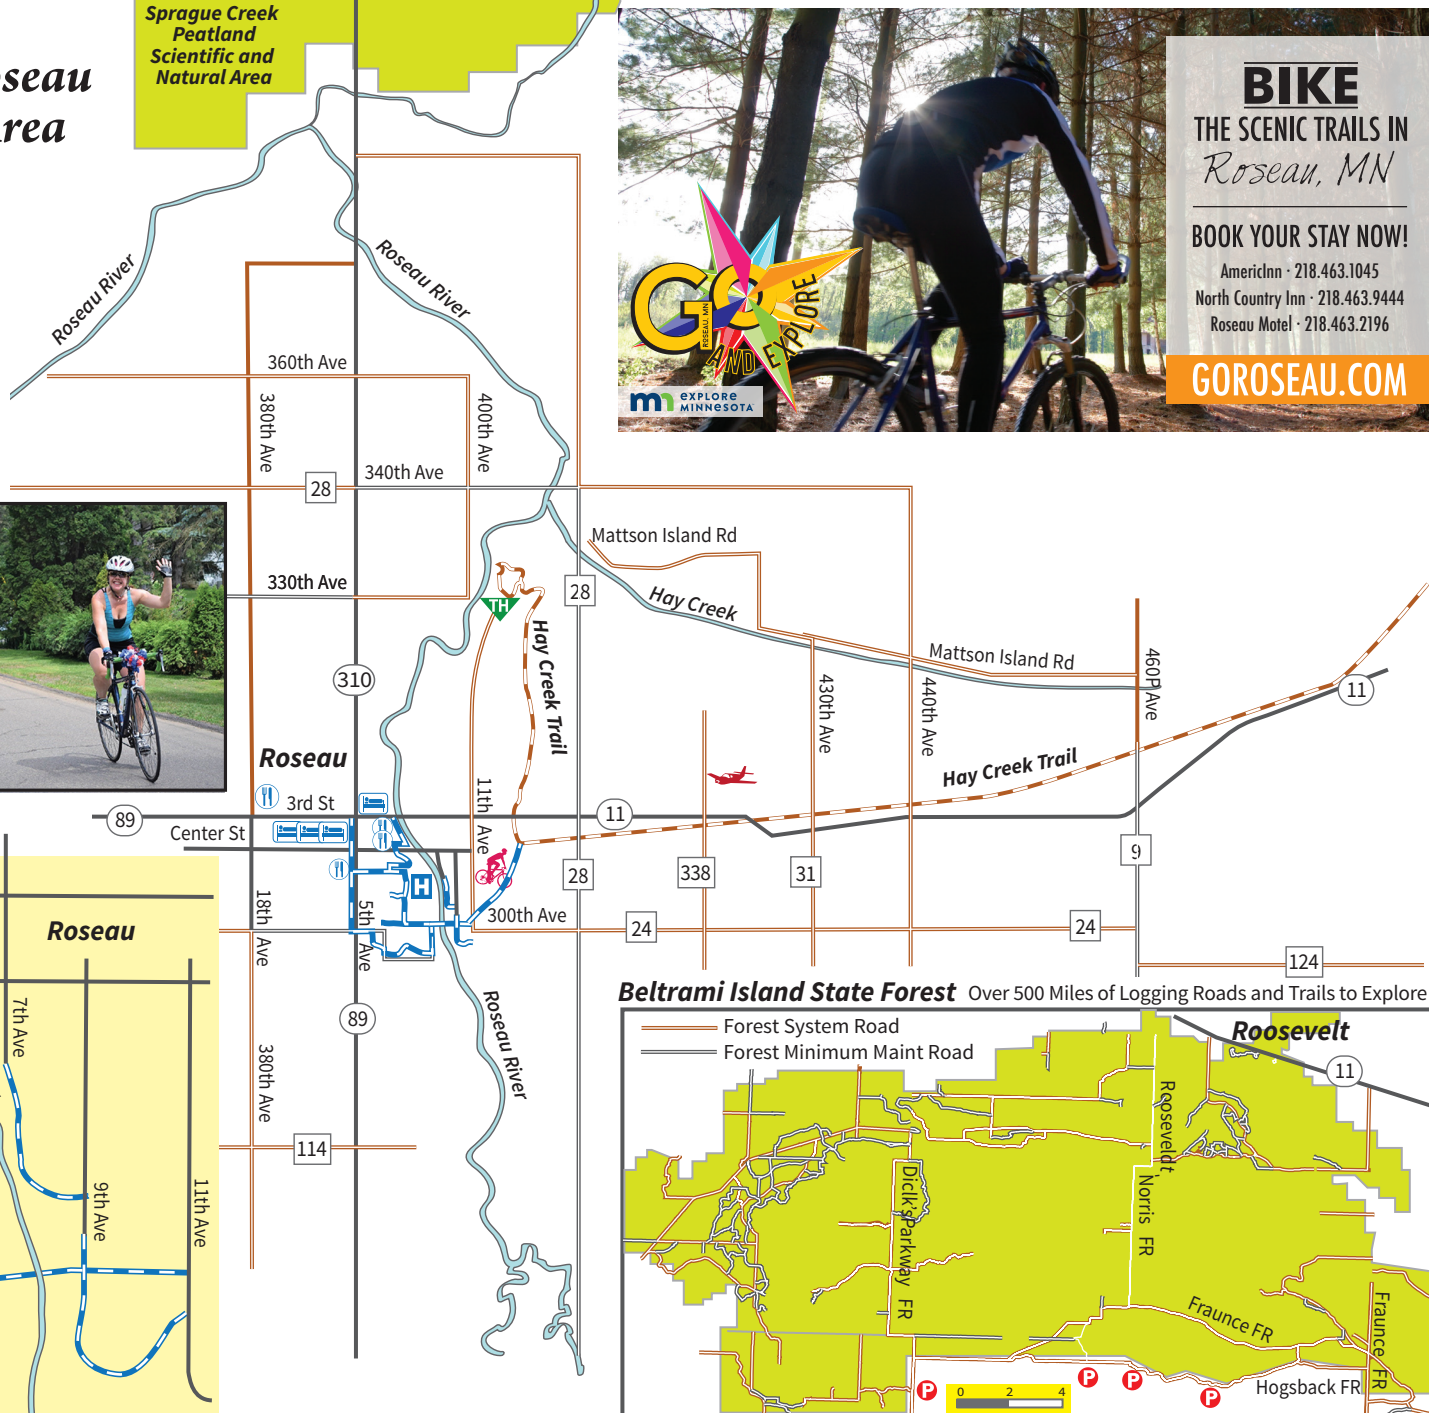 Sprague Creek
Peatland
Scientific and
Natural Area
BIKE
THE SCENIC TRAILS IN
Roseau, MN
BOOK YOUR STAY NOW!
AmericInn · 218.463.1045
North Country Inn · 218.463.9444
Roseau Motel · 218.463.2196
GOROSEAU.COM
GO
ROSEAU, MN
AND EXPLORE
mn EXPLORE
MINNESOTA
Roseau River
Roseau River
360th Ave
380th Ave
400th Ave
340th Ave
28
Mattson Island Rd
330th Ave
28
Hay Creek
TH
Hay Creek Trail
Mattson Island Rd
460P Ave
310
430th Ave
440th Ave
11
Roseau
Hay Creek Trail
3rd St
11th Ave
11
89
Center St
H
28
338
31
9
18th Ave
5th Ave
300th Ave
24
24
Roseau
124
Beltrami Island State Forest Over 500 Miles of Logging Roads and Trails to Explore
Forest System Road
Forest Minimum Maint Road
Roosevelt
11
7th Ave
89
Roseau River
380th Ave
114
9th Ave
11th Ave
Rooseveldt
Norris FR
Diclk'sParkway FR
Fraunce FR
Fraunce FR
Hogsback FR
P
P
P
P
0 2 4